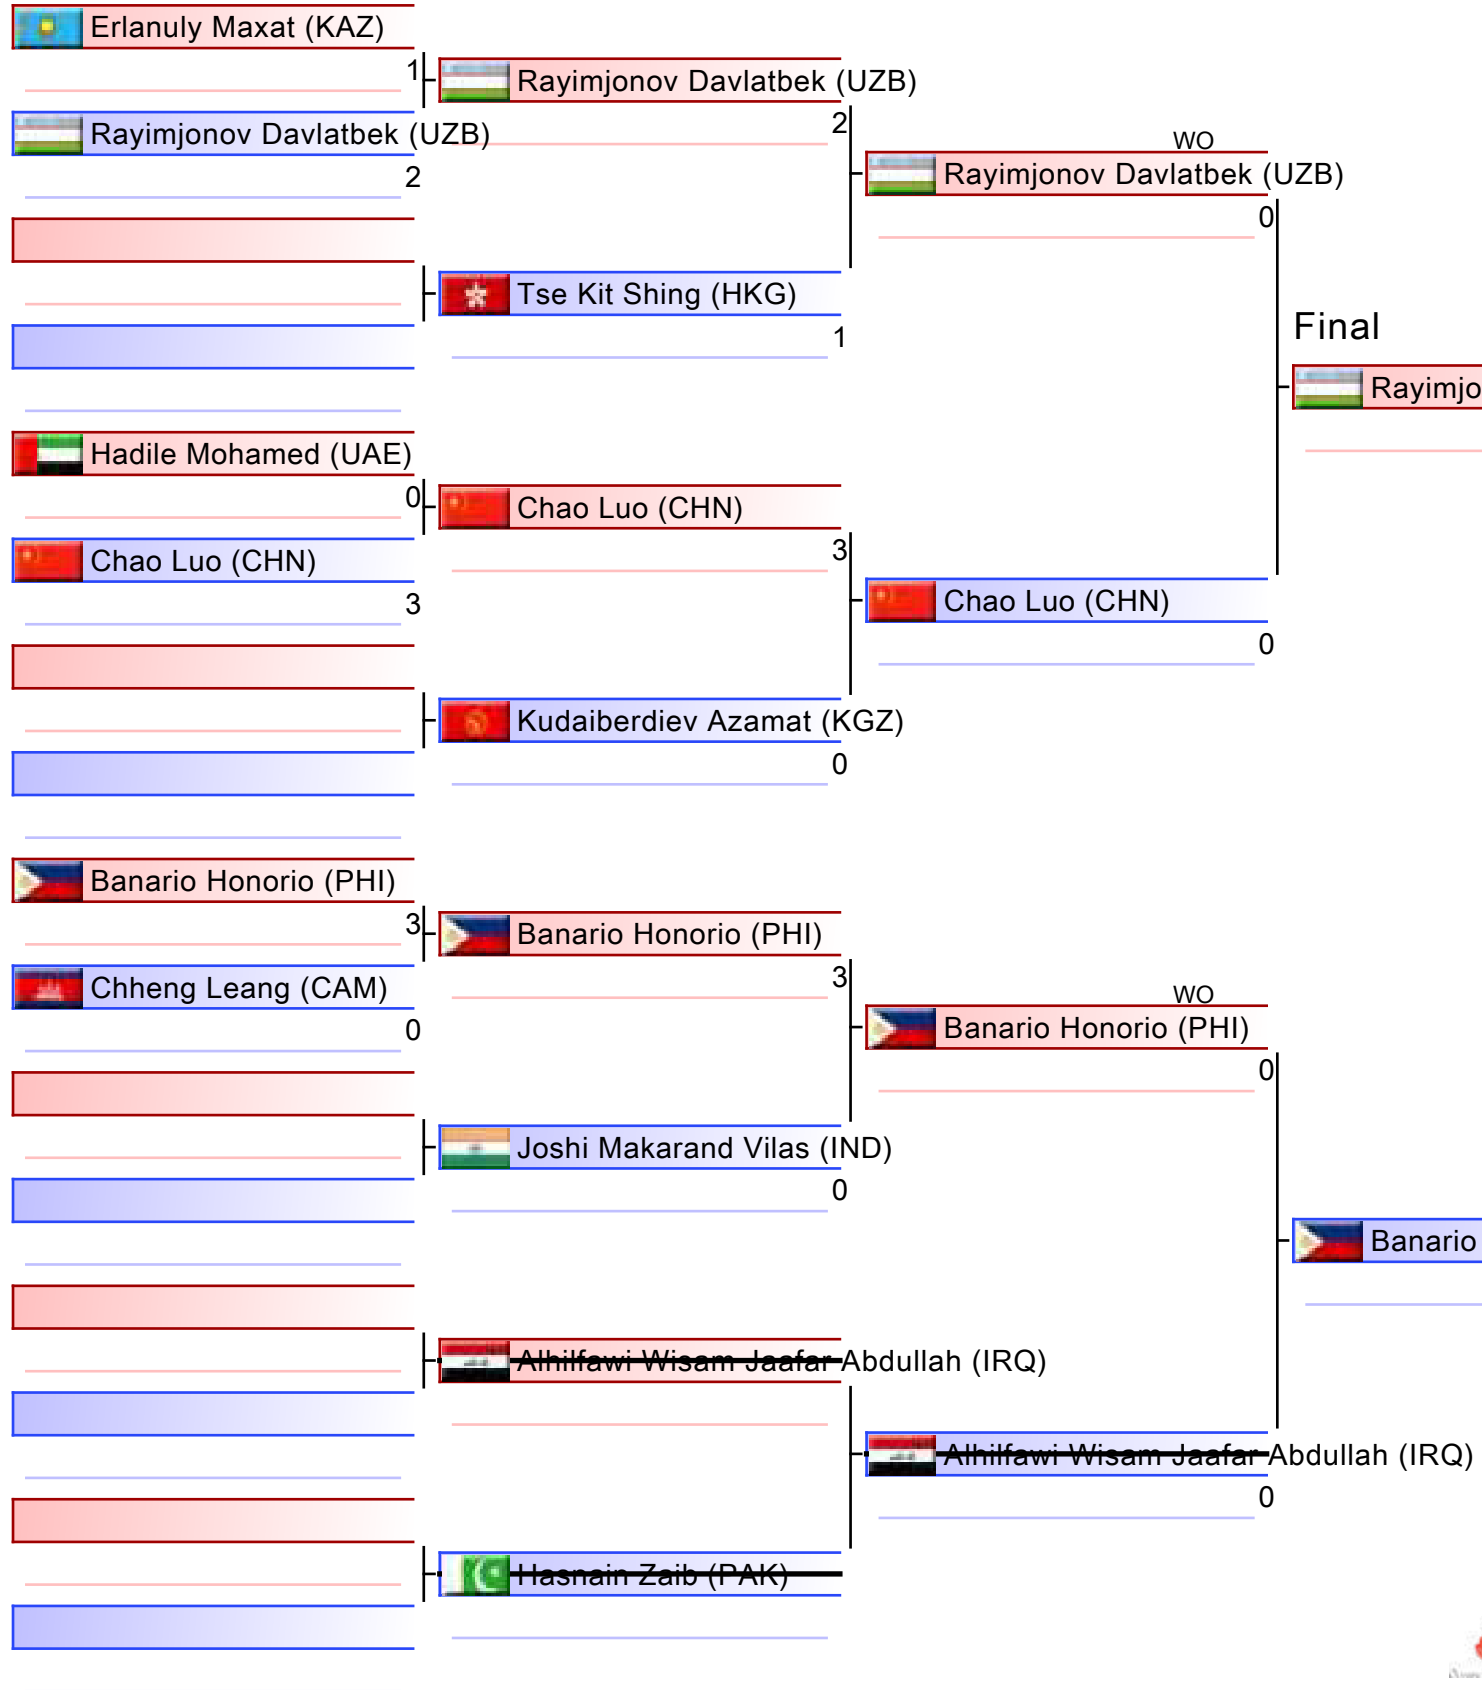 Erlanuly Maxat (KAZ)
1
Rayimjonov Davlatbek (UZB)
Rayimjonov Davlatbek (UZB)
2
2
WO
Rayimjonov Davlatbek (UZB)
0
Tse Kit Shing (HKG)
1
Final
Rayimjo
Hadile Mohamed (UAE)
0
Chao Luo (CHN)
Chao Luo (CHN)
3
3
Chao Luo (CHN)
0
Kudaiberdiev Azamat (KGZ)
0
Banario Honorio (PHI)
3
Banario Honorio (PHI)
Chheng Leang (CAM)
0
3
WO
Banario Honorio (PHI)
0
Joshi Makarand Vilas (IND)
0
Banario
Alhilfawi Wisam Jaafar Abdullah (IRQ)
Alhilfawi Wisam Jaafar Abdullah (IRQ)
0
Hasnain Zaib (PAK)